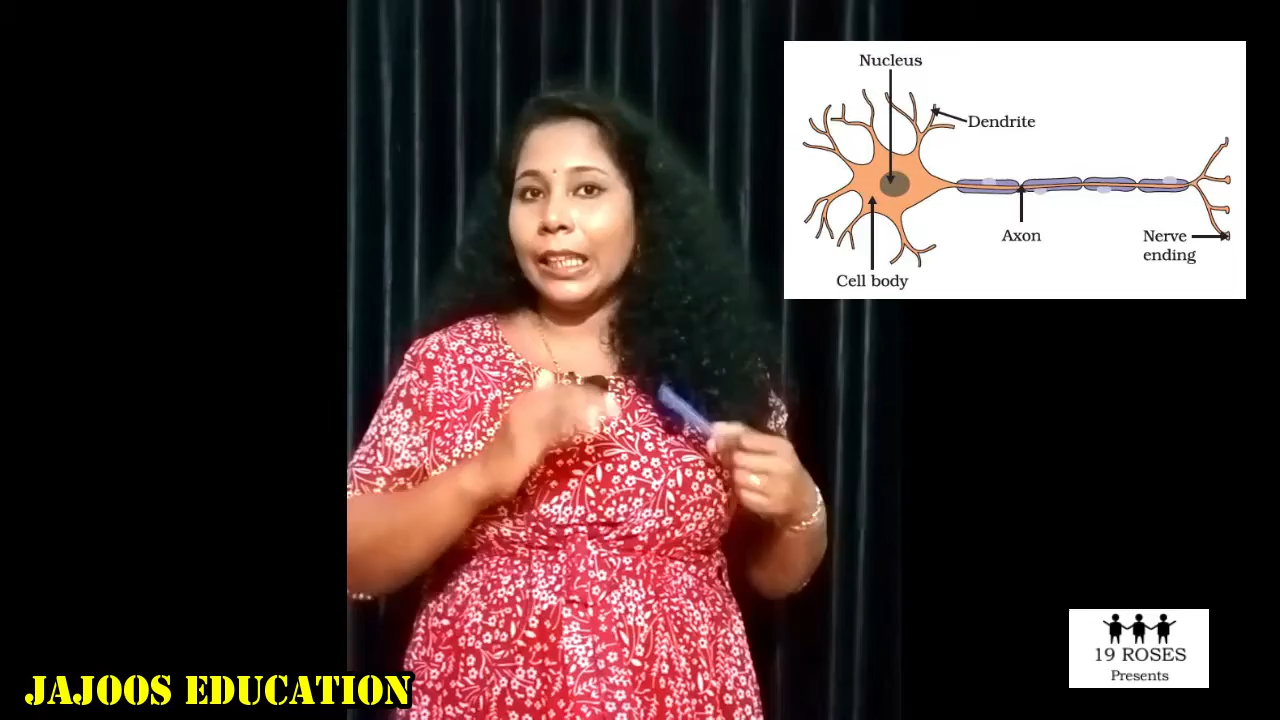 Nucleus
Dendrite
Axon
Nerve
ending
Cell body
19 ROSES
Presents
JAJOOS EDUCATION